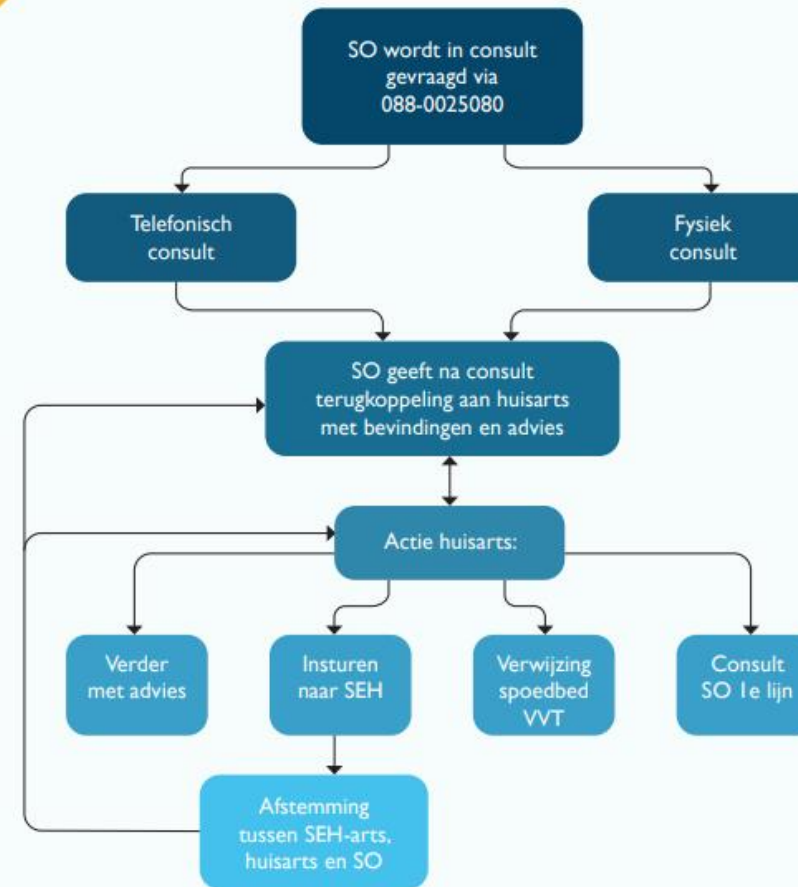 SO wordt in consult
gevraagd via
088-0025080
Telefonisch
consult
Fysiek
consult
SO geeft na consult
terugkoppeling aan huisarts
met bevindingen en advies
Actie huisarts:
Verder
met advies
Insturen
naar SEH
Verwijzing
spoedbed
VVT
Consult
SO 1e lijn
Afstemming
tussen SEH-arts,
huisarts en SO